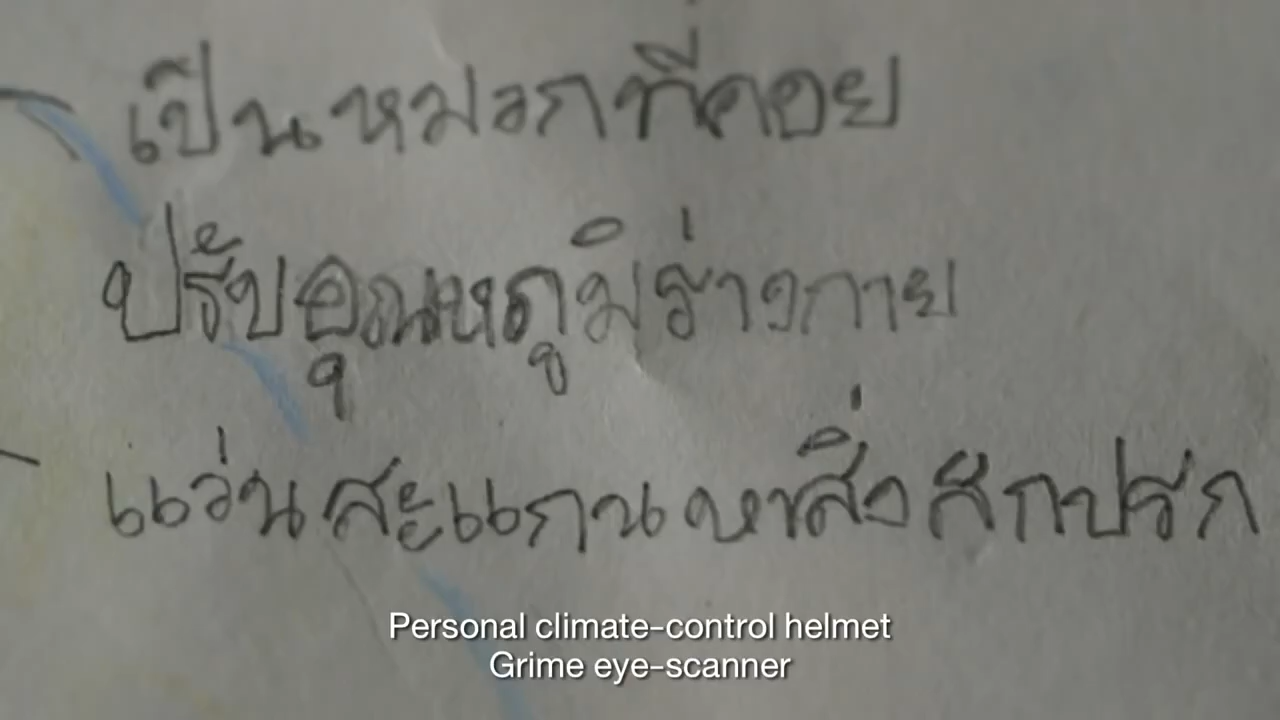 เป็นหมวกที่คอย
ปรับอุณหภูมิร่างกาย
แว่นสะแกนหาสิ่งสกปรก
Personal climate-control helmet
Grime eye-scanner